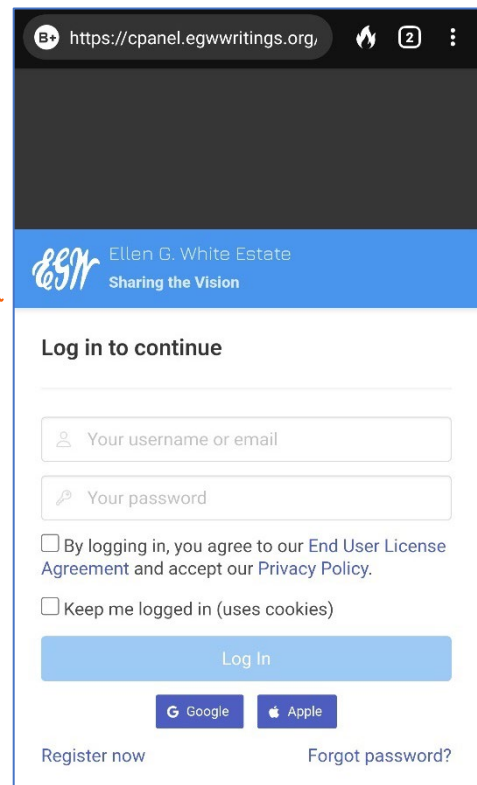 B+ https://cpanel.egwwritings.org/ 2
EGW Ellen G. White Estate
Sharing the Vision
Log in to continue
Your username or email
Your password
By logging in, you agree to our End User License
Agreement and accept our Privacy Policy.
Keep me logged in (uses cookies)
Log In
G Google Apple
Register now Forgot password?